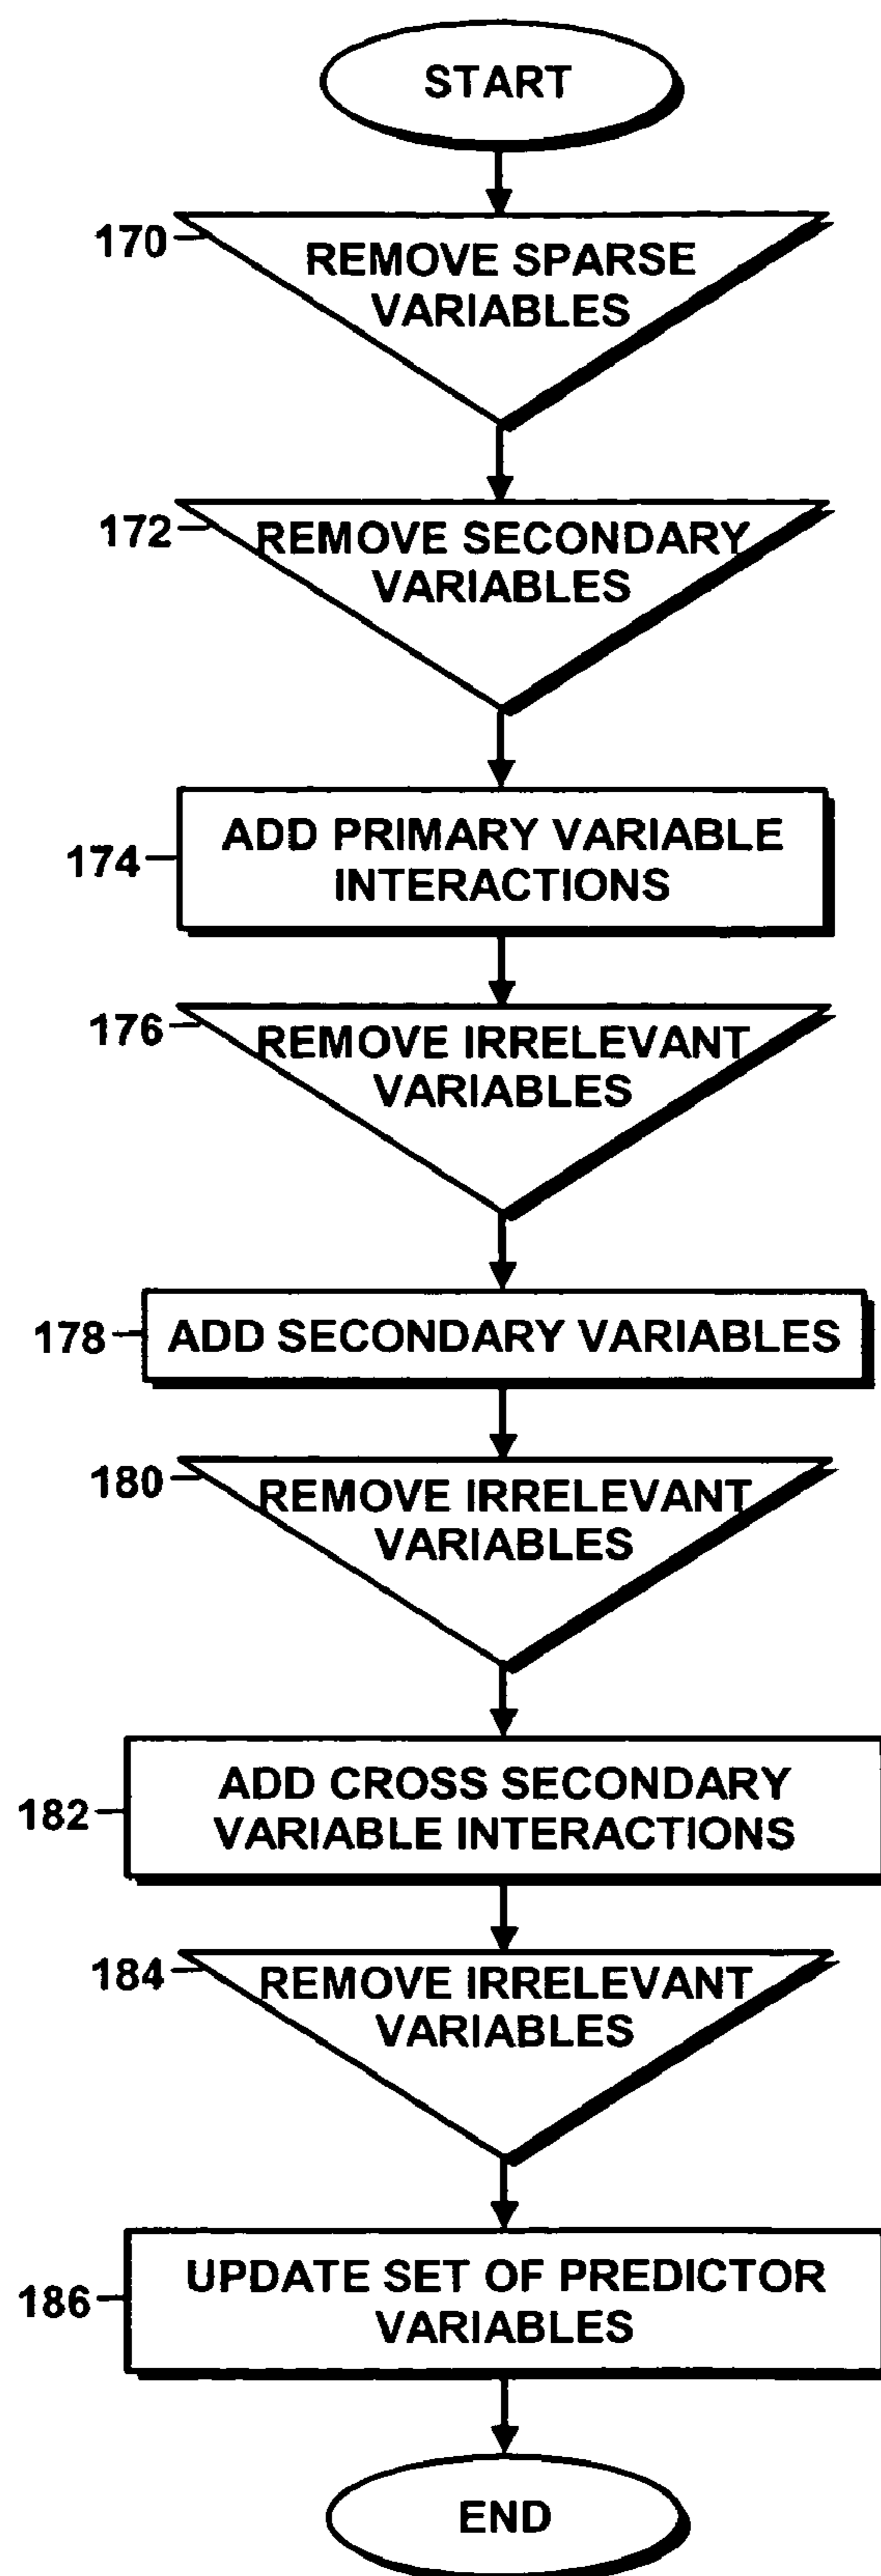 START
170
REMOVE SPARSE
VARIABLES
172
REMOVE SECONDARY
VARIABLES
174
ADD PRIMARY VARIABLE
INTERACTIONS
176
REMOVE IRRELEVANT
VARIABLES
178
ADD SECONDARY VARIABLES
180
REMOVE IRRELEVANT
VARIABLES
182
ADD CROSS SECONDARY
VARIABLE INTERACTIONS
184
REMOVE IRRELEVANT
VARIABLES
186
UPDATE SET OF PREDICTOR
VARIABLES
END